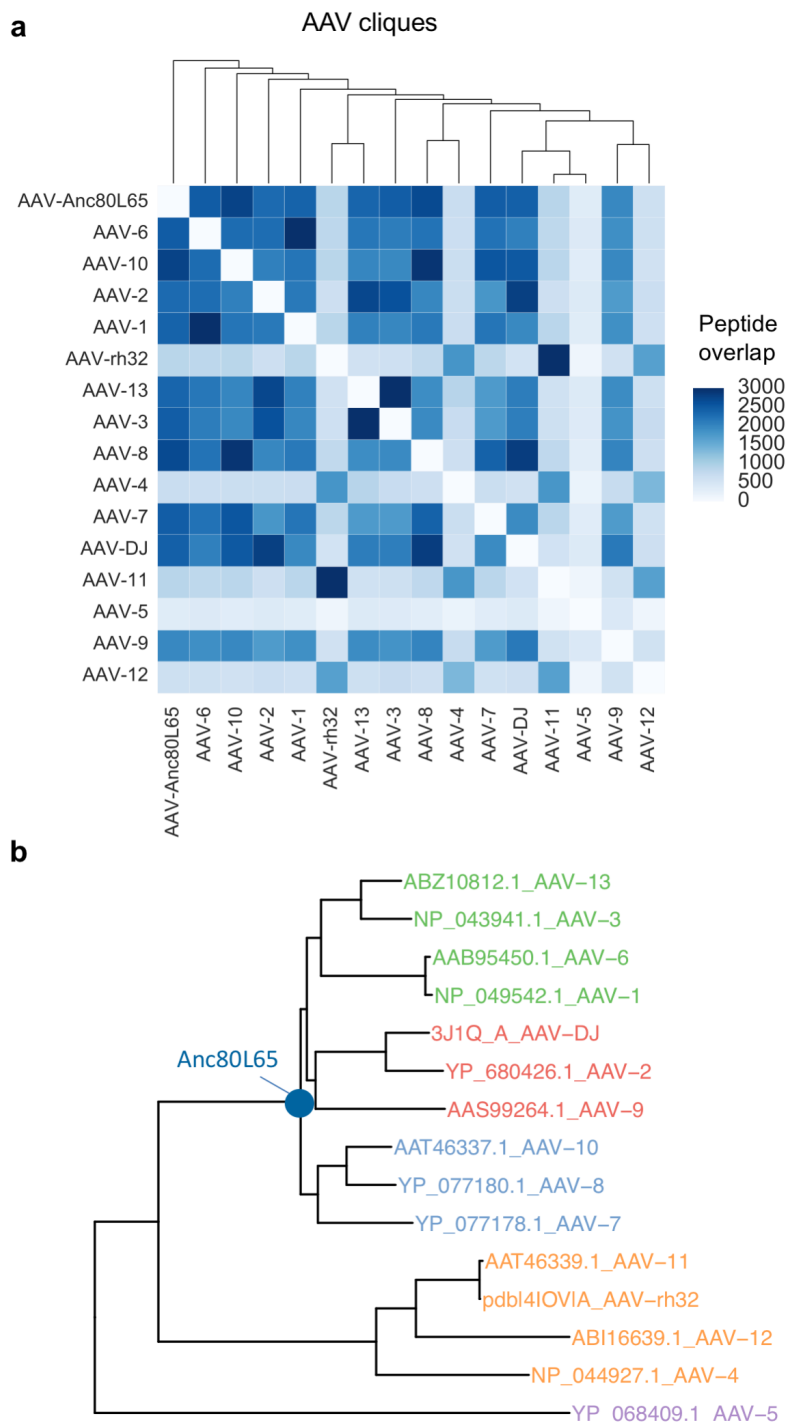 a
AAV cliques
AAV-Anc80L65
AAV-6
AAV-10
AAV-2
AAV-1
AAV-rh32
AAV-13
AAV-3
AAV-8
AAV-4
AAV-7
AAV-DJ
AAV-11
AAV-5
AAV-9
AAV-12
Peptide
overlap
3000
2500
2000
1500
1000
500
0
AAV-Anc80L65
AAV-6
AAV-10
AAV-2
AAV-1
AAV-rh32
AAV-13
AAV-3
AAV-8
AAV-4
AAV-7
AAV-DJ
AAV-11
AAV-5
AAV-9
AAV-12
b
ABZ10812.1_AAV−13
NP_043941.1_AAV−3
AAB95450.1_AAV−6
NP_049542.1_AAV−1
3J1Q_A_AAV−DJ
Anc80L65
YP_680426.1_AAV−2
AAS99264.1_AAV−9
AAT46337.1_AAV−10
YP_077180.1_AAV−8
YP_077178.1_AAV−7
AAT46339.1_AAV−11
pdb|4IOV|A_AAV−rh32
ABI16639.1_AAV−12
NP_044927.1_AAV−4
YP_068409.1_AAV−5